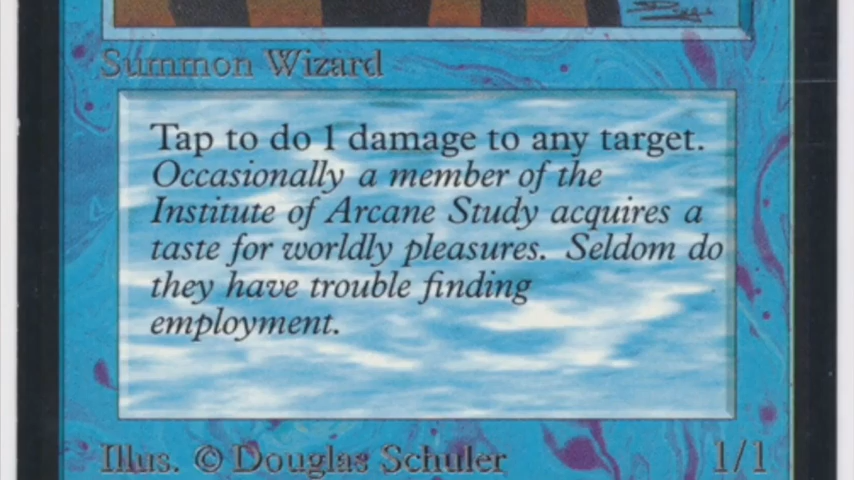 Summon Wizard
Tap to do 1 damage to any target.
Occasionally a member of the
Institute of Arcane Study acquires a
taste for worldly pleasures. Seldom do
they have trouble finding
employment.
Illus. © Douglas Schuler 1/1